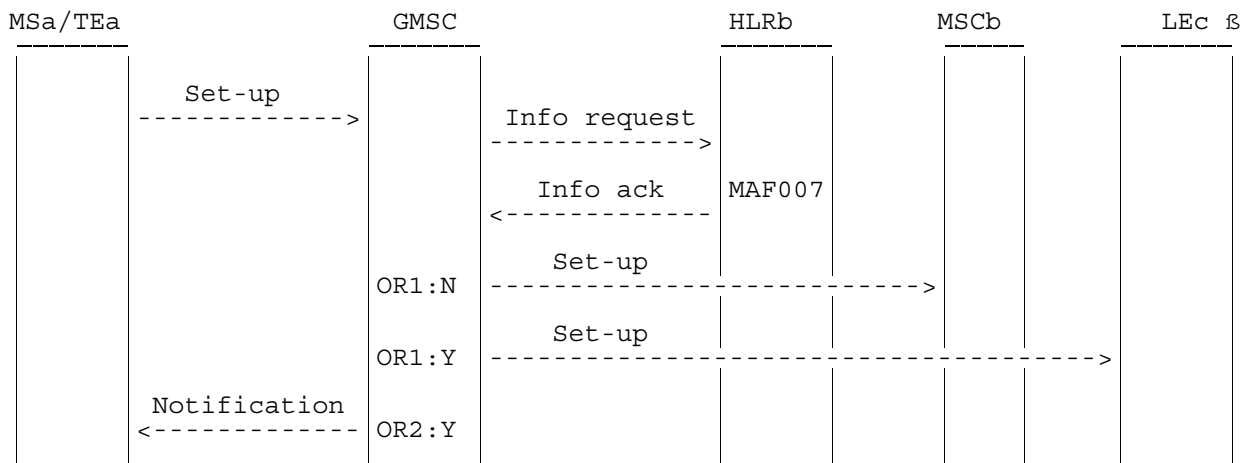 MSa/TEa GMSC HLRb MSCb LEc ß
Set-up
------------->
Info request
------------->
Info ack MAF007
<-------------
Set-up
OR1:N --------------------------->
Set-up
OR1:Y -------------------------------------->
Notification
<------------- OR2:Y